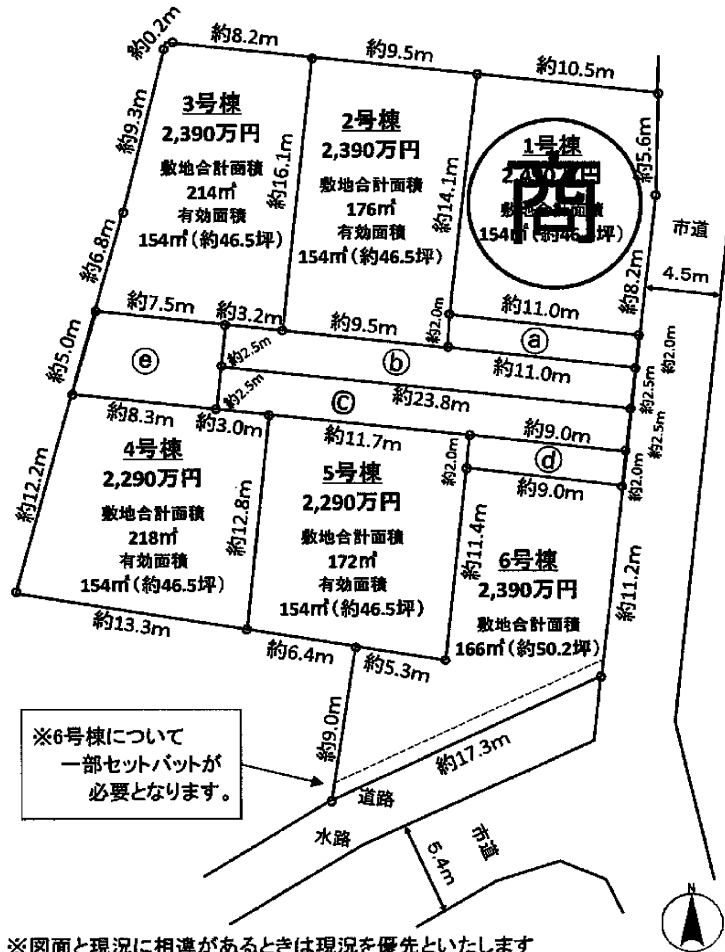 約0.2m
約8.2m
約9.5m
約10.5m
約9.3m
3号棟
2,390万円
敷地合計面積
214㎡
有効面積
154㎡(約46.5坪)
約16.1m
2号棟
2,390万円
敷地合計面積
176㎡
有効面積
154㎡(約46.5坪)
約14.1m
1号棟
商
約5.6m
市道
4.5m
約8.2m
約6.8m
約7.5m
約3.2m
約9.5m
約2.0m
約11.0m
ⓐ
約2.0m
約5.0m
ⓔ
約2.5m
ⓑ
約11.0m
約2.5m
約2.5m
ⓒ
約23.8m
約2.5m
約8.3m
約3.0m
約11.7m
約2.0m
約9.0m
ⓓ
約2.0m
約9.0m
約12.2m
4号棟
2,290万円
敷地合計面積
218㎡
有効面積
154㎡(約46.5坪)
約12.8m
5号棟
2,290万円
敷地合計面積
172㎡
有効面積
154㎡(約46.5坪)
約11.4m
6号棟
2,390万円
敷地合計面積
166㎡(約50.2坪)
約11.2m
約13.3m
約6.4m
約5.3m
約9.0m
約17.3m
※6号棟について
一部セットバットが
必要となります。
道路
水路
市道
5.4m
N
※図面と現況に相違があるときは現況を優先といたします